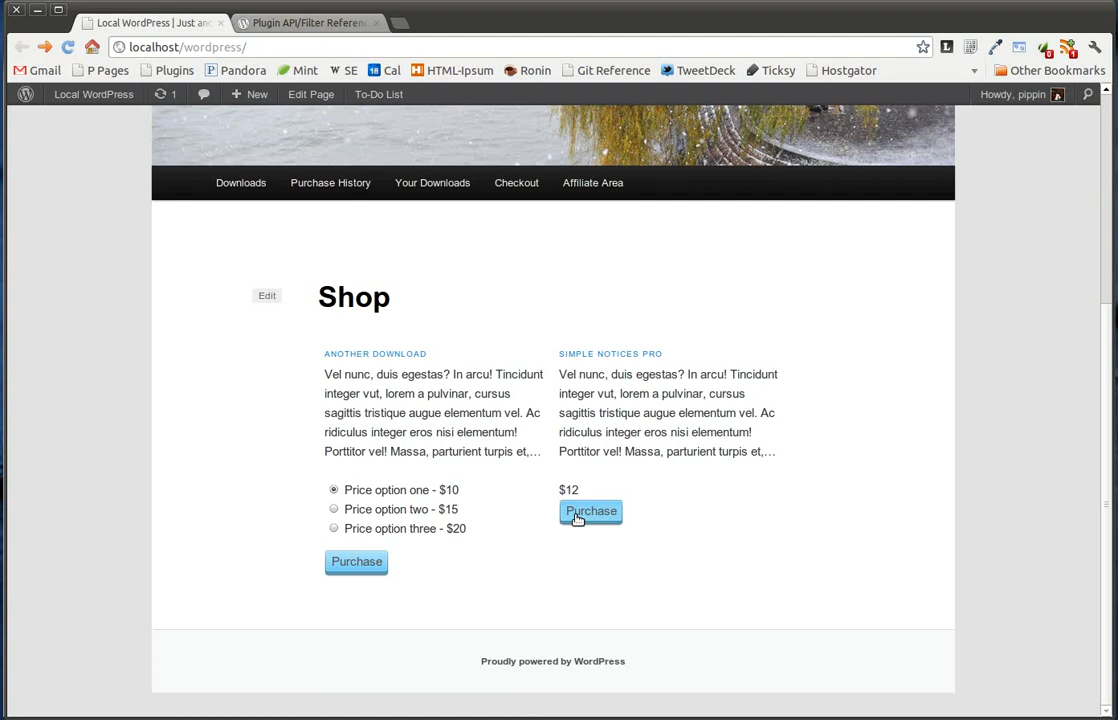 Local WordPress | Just an
Plugin API/Filter Referen
localhost/wordpress/
Gmail P Pages Plugins Pandora Mint SE Cal HTML-Ipsum Ronin Git Reference TweetDeck Ticksy Hostgator Other Bookmarks
Local WordPress 1 New Edit Page To-Do List Howdy, pippin
Downloads Purchase History Your Downloads Checkout Affiliate Area
Edit
Shop
ANOTHER DOWNLOAD
Vel nunc, duis egestas? In arcu! Tincidunt
integer vut, lorem a pulvinar, cursus
sagittis tristique augue elementum vel. Ac
ridiculus integer eros nisi elementum!
Porttitor vel! Massa, parturient turpis et,…
Price option one - $10
Price option two - $15
Price option three - $20
Purchase
SIMPLE NOTICES PRO
Vel nunc, duis egestas? In arcu! Tincidunt
integer vut, lorem a pulvinar, cursus
sagittis tristique augue elementum vel. Ac
ridiculus integer eros nisi elementum!
Porttitor vel! Massa, parturient turpis et,…
$12
Purchase
Proudly powered by WordPress